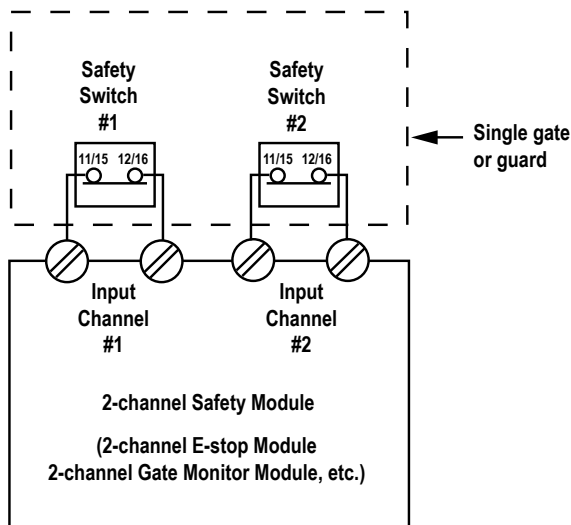 Safety
Switch
#1
Safety
Switch
#2
11/15 12/16
11/15 12/16
Single gate
or guard
Input
Channel
#1
Input
Channel
#2
2-channel Safety Module
(2-channel E-stop Module
2-channel Gate Monitor Module, etc.)